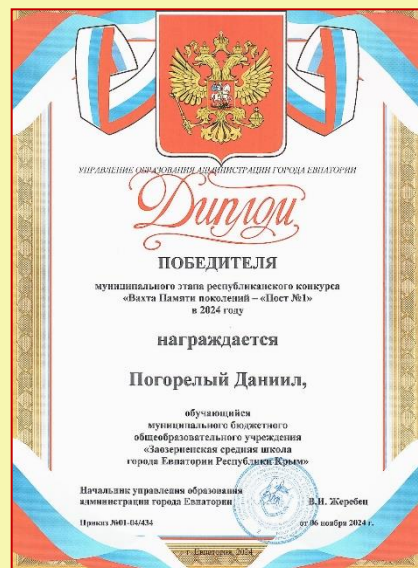 УПРАВЛЕНИЕ ОБРАЗОВАНИЯ АДМИНИСТРАЦИИ ГОРОДА ЕВПАТОРИИ
Диплом
ПОБЕДИТЕЛЯ
муниципального этапа республиканского конкурса
«Вахта Памяти поколений – «Пост №1»
в 2024 году
награждается
Погорелый Даниил,
обучающийся
муниципального бюджетного
общеобразовательного учреждения
«Заозерненская средняя школа
города Евпатории Республики Крым»
Начальник управления образования
администрации города Евпатории В.Н. Жеребец
Приказ №01-04/434 от 06 ноября 2024 г.
г. Евпатория, 2024